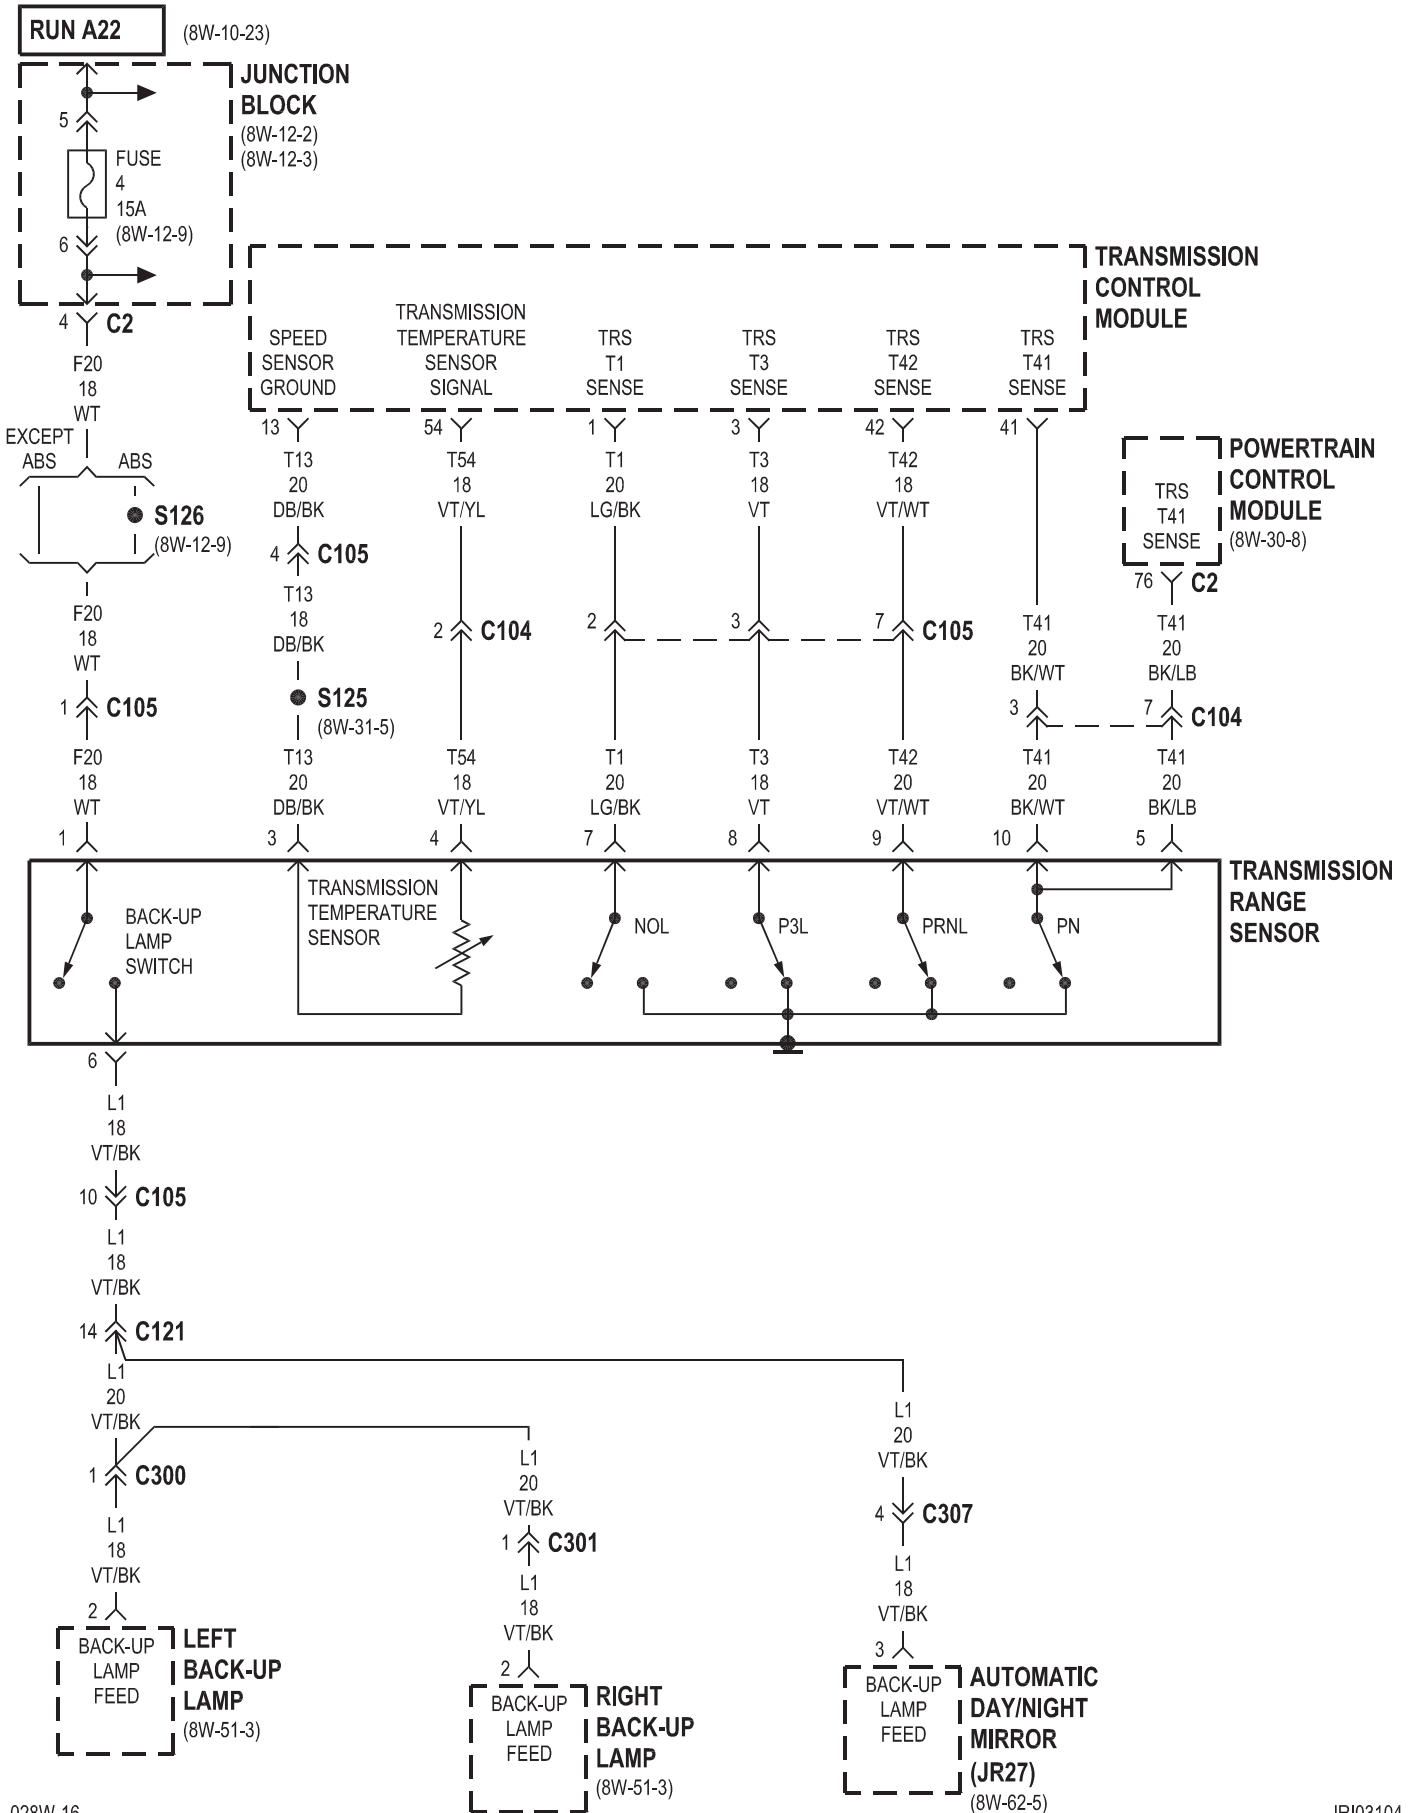 RUN A22
(8W-10-23)
JUNCTION
BLOCK
(8W-12-2)
(8W-12-3)
5
FUSE
4
15A
(8W-12-9)
6
4
C2
F20
18
WT
EXCEPT
ABS
ABS
S126
(8W-12-9)
F20
18
WT
1
C105
F20
18
WT
1
TRANSMISSION
CONTROL
MODULE
SPEED
SENSOR
GROUND
TRANSMISSION
TEMPERATURE
SENSOR
SIGNAL
TRS
T1
SENSE
TRS
T3
SENSE
TRS
T42
SENSE
TRS
T41
SENSE
13
T13
20
DB/BK
4
C105
T13
18
DB/BK
S125
(8W-31-5)
T13
20
DB/BK
3
54
T54
18
VT/YL
2
C104
T54
18
VT/YL
4
1
T1
20
LG/BK
2
T1
20
LG/BK
7
3
T3
18
VT
3
T3
18
VT
8
42
T42
18
VT/WT
7
C105
T42
20
VT/WT
9
41
T41
20
BK/WT
3
T41
20
BK/WT
10
POWERTRAIN
CONTROL
MODULE
(8W-30-8)
TRS
T41
SENSE
76
C2
T41
20
BK/LB
7
C104
T41
20
BK/LB
5
TRANSMISSION
RANGE
SENSOR
BACK-UP
LAMP
SWITCH
TRANSMISSION
TEMPERATURE
SENSOR
NOL
P3L
PRNL
PN
6
L1
18
VT/BK
10
C105
L1
18
VT/BK
14
C121
L1
20
VT/BK
1
C300
L1
18
VT/BK
2
BACK-UP
LAMP
FEED
LEFT
BACK-UP
LAMP
(8W-51-3)
L1
20
VT/BK
1
C301
L1
18
VT/BK
2
BACK-UP
LAMP
FEED
RIGHT
BACK-UP
LAMP
(8W-51-3)
L1
20
VT/BK
4
C307
L1
18
VT/BK
3
BACK-UP
LAMP
FEED
AUTOMATIC
DAY/NIGHT
MIRROR
(JR27)
(8W-62-5)
028W-16
JRI03104